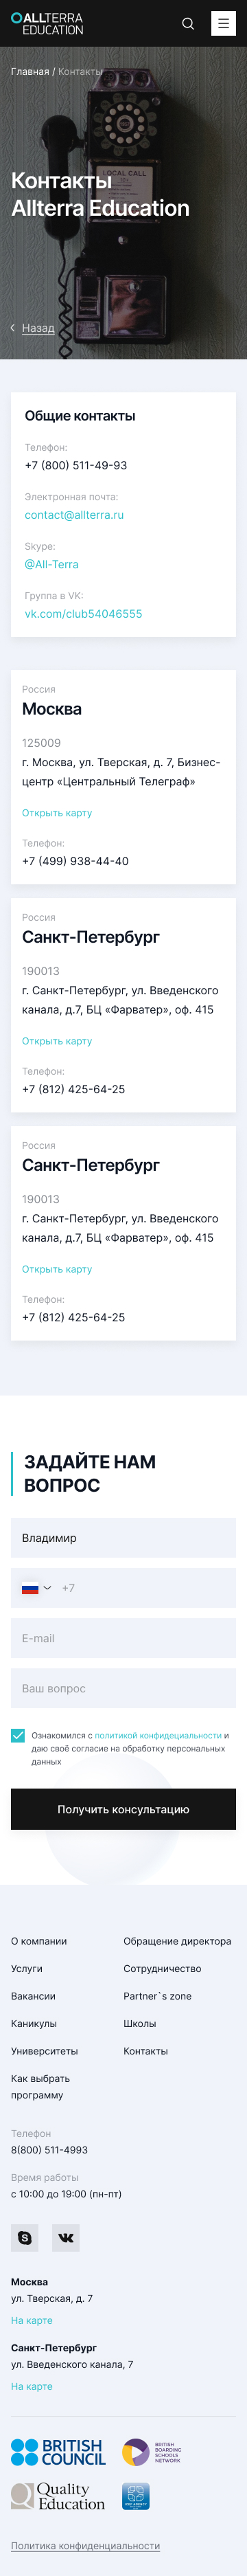 ALLTERRA
EDUCATION
Главная / Контакты
LOCAL CALL
Контакты
Allterra Education
Назад
Общие контакты
Телефон:
+7 (800) 511-49-93
Электронная почта:
contact@allterra.ru
Skype:
@All-Terra
Группа в VK:
vk.com/club54046555
Россия
Москва
125009
г. Москва, ул. Тверская, д. 7, Бизнес-
центр «Центральный Телеграф»
Открыть карту
Телефон:
+7 (499) 938-44-40
Россия
Санкт-Петербург
190013
г. Санкт-Петербург, ул. Введенского
канала, д.7, БЦ «Фарватер», оф. 415
Открыть карту
Телефон:
+7 (812) 425-64-25
Россия
Санкт-Петербург
190013
г. Санкт-Петербург, ул. Введенского
канала, д.7, БЦ «Фарватер», оф. 415
Открыть карту
Телефон:
+7 (812) 425-64-25
ЗАДАЙТЕ НАМ
ВОПРОС
Владимир
+7
E-mail
Ваш вопрос
Ознакомился с политикой конфидециальности и
даю своё согласие на обработку персональных
данных
Получить консультацию
О компании
Обращение директора
Услуги
Сотрудничество
Вакансии
Partner`s zone
Каникулы
Школы
Университеты
Контакты
Как выбрать
программу
Телефон
8(800) 511-4993
Время работы
с 10:00 до 19:00 (пн-пт)
Москва
ул. Тверская, д. 7
На карте
Санкт-Петербург
ул. Введенского канала, 7
На карте
BRITISH
COUNCIL
BRITISH
BOARDING
SCHOOLS
NETWORK
Quality
Education
Политика конфиденциальности